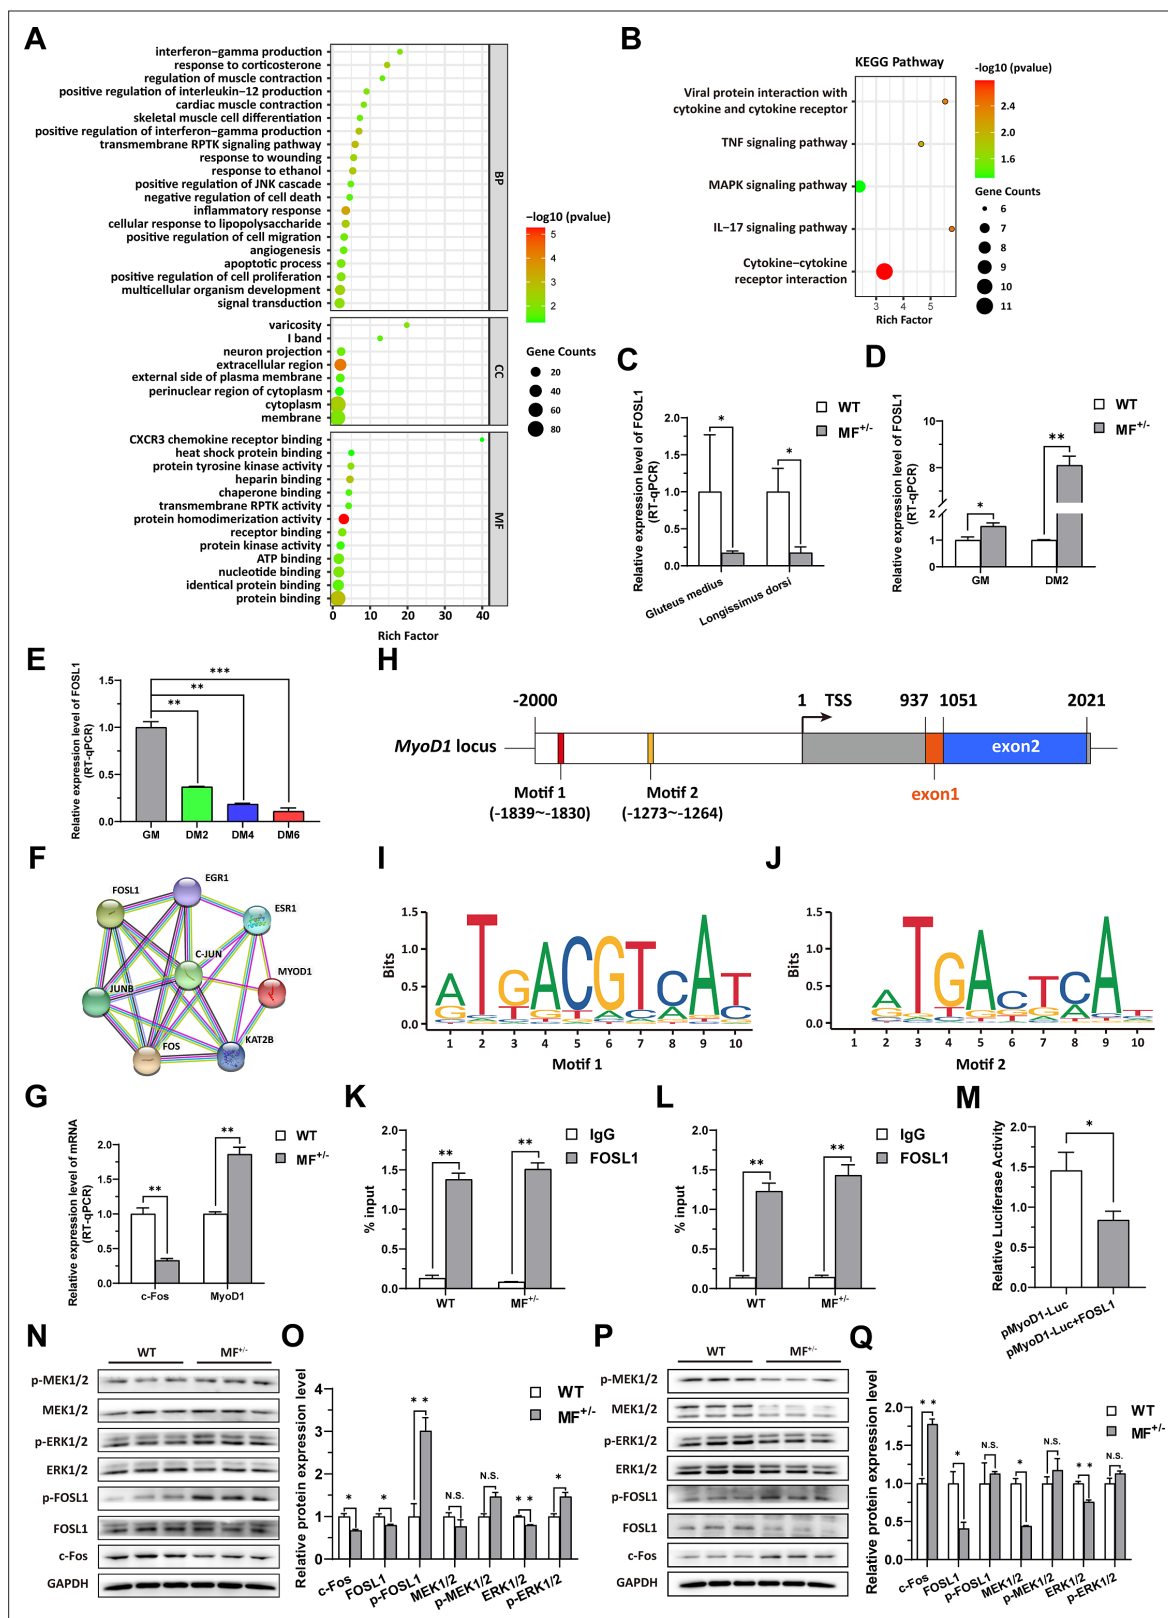 A
interferon−gamma production
response to corticosterone
regulation of muscle contraction
positive regulation of interleukin−12 production
cardiac muscle contraction
skeletal muscle cell differentiation
positive regulation of interferon−gamma production
transmembrane RPTK signaling pathway
response to wounding
response to ethanol
positive regulation of JNK cascade
negative regulation of cell death
inflammatory response
cellular response to lipopolysaccharide
positive regulation of cell migration
angiogenesis
apoptotic process
positive regulation of cell proliferation
multicellular organism development
signal transduction
BP
varicosity
I band
neuron projection
extracellular region
external side of plasma membrane
perinuclear region of cytoplasm
cytoplasm
membrane
CC
CXCR3 chemokine receptor binding
heat shock protein binding
protein tyrosine kinase activity
heparin binding
chaperone binding
transmembrane RPTK activity
protein homodimerization activity
receptor binding
protein kinase activity
ATP binding
nucleotide binding
identical protein binding
protein binding
MF
0 10 20 30 40
Rich Factor
−log10 (pvalue)
5
4
3
2
Gene Counts
20
40
60
80
B
KEGG Pathway
Viral protein interaction with
cytokine and cytokine receptor
TNF signaling pathway
MAPK signaling pathway
IL−17 signaling pathway
Cytokine−cytokine
receptor interaction
3 4 5
Rich Factor
-log10 (pvalue)
2.4
2.0
1.6
Gene Counts
6
7
8
9
10
11
C
Relative expression level of FOSL1
(RT-qPCR)
2.0
1.5
1.0
0.5
0.0
* *
Gluteus medius
Longissimus dorsi
WT
MF+/-
D
Relative expression level of FOSL1
(RT-qPCR)
10
8
2
1
0
* **
GM DM2
WT
MF+/-
E
Relative expression level of FOSL1
(RT-qPCR)
1.5
1.0
0.5
0.0
***
**
**
GM DM2 DM4 DM6
H
-2000 1 TSS 937 1051 2021
MyoD1 locus
exon2
Motif 1
(-1839~-1830)
Motif 2
(-1273~-1264)
exon1
F
EGR1
FOSL1
ESR1
C-JUN
MYOD1
JUNB
FOS
KAT2B
I
Bits
1.5
1.0
0.5
0.0
ATGACGTCAT
1 2 3 4 5 6 7 8 9 10
Motif 1
J
Bits
1.5
1.0
0.5
0.0
ATGACTCA
1 2 3 4 5 6 7 8 9 10
Motif 2
G
Relative expression level of mRNA
(RT-qPCR)
2.0
1.5
1.0
0.5
0.0
** **
c-Fos MyoD1
WT
MF+/-
K
% input
2.0
1.5
1.0
0.5
0.0
** **
WT MF+/-
IgG
FOSL1
L
% input
2.0
1.5
1.0
0.5
0.0
** **
WT MF+/-
IgG
FOSL1
M
Relative Luciferase Activity
2.0
1.5
1.0
0.5
0.0
*
pMyoD1-Luc
pMyoD1-Luc+FOSL1
N
WT MF+/-
p-MEK1/2
MEK1/2
p-ERK1/2
ERK1/2
p-FOSL1
FOSL1
c-Fos
GAPDH
O
Relative protein expression level
4
3
2
1
0
* * ** N.S. N.S. ** *
c-Fos
FOSL1
p-FOSL1
MEK1/2
p-MEK1/2
ERK1/2
p-ERK1/2
WT
MF+/-
P
WT MF+/-
p-MEK1/2
MEK1/2
p-ERK1/2
ERK1/2
p-FOSL1
FOSL1
c-Fos
GAPDH
Q
Relative protein expression level
2.0
1.5
1.0
0.5
0.0
** * N.S. * N.S. ** N.S.
c-Fos
FOSL1
p-FOSL1
MEK1/2
p-MEK1/2
ERK1/2
p-ERK1/2
WT
MF+/-